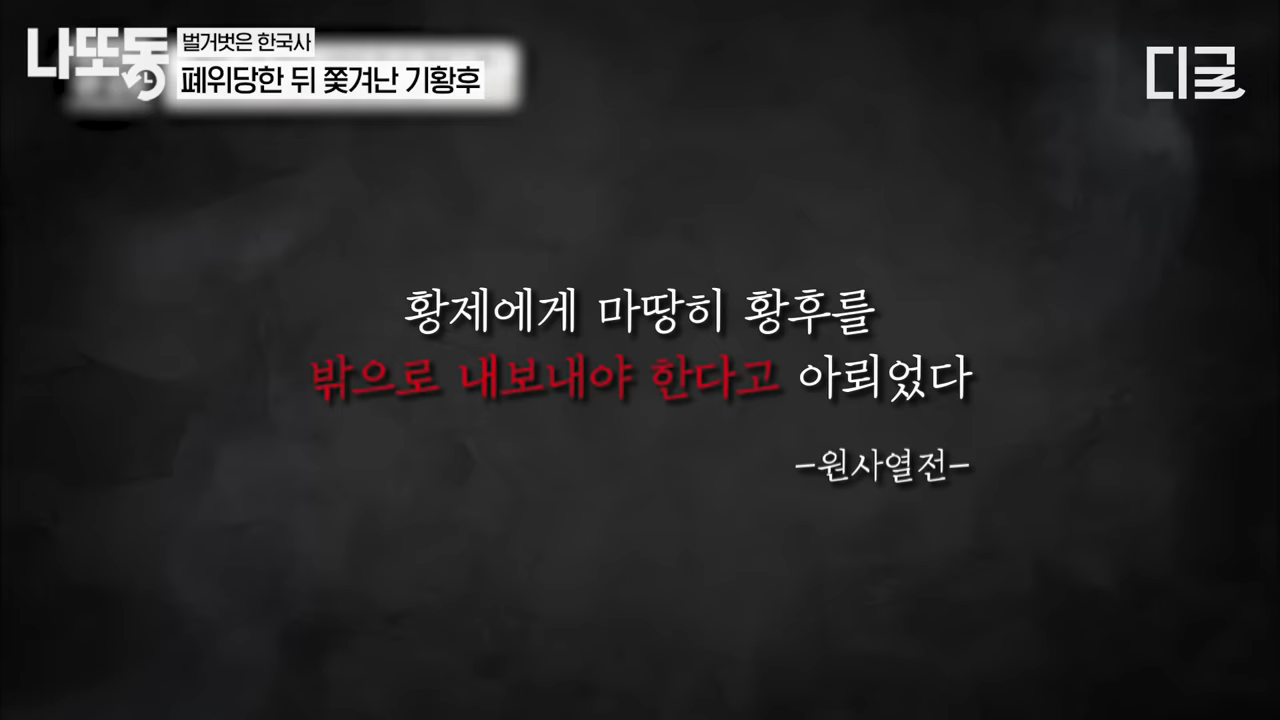 나또동
벌거벗은 한국사
폐위당한 뒤 쫓겨난 기황후
디글
황제에게 마땅히 황후를
밖으로 내보내야 한다고 아뢰었다
-원사열전-